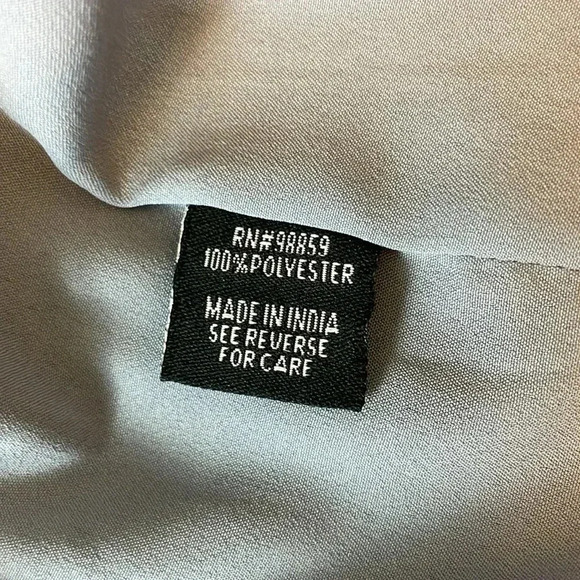 RN#98859
100%POLYESTER
MADE IN INDIA
SEE REVERSE
FOR CARE